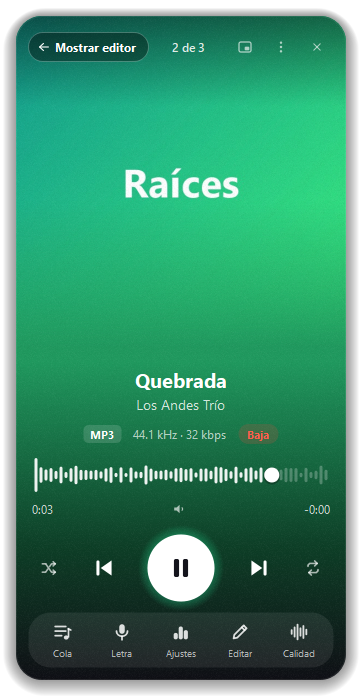 Mostrar editor
2 de 3
Raíces
Quebrada
Los Andes Trío
MP3 44.1 kHz · 32 kbps Baja
0:03 -0:00
Cola Letra Ajustes Editar Calidad